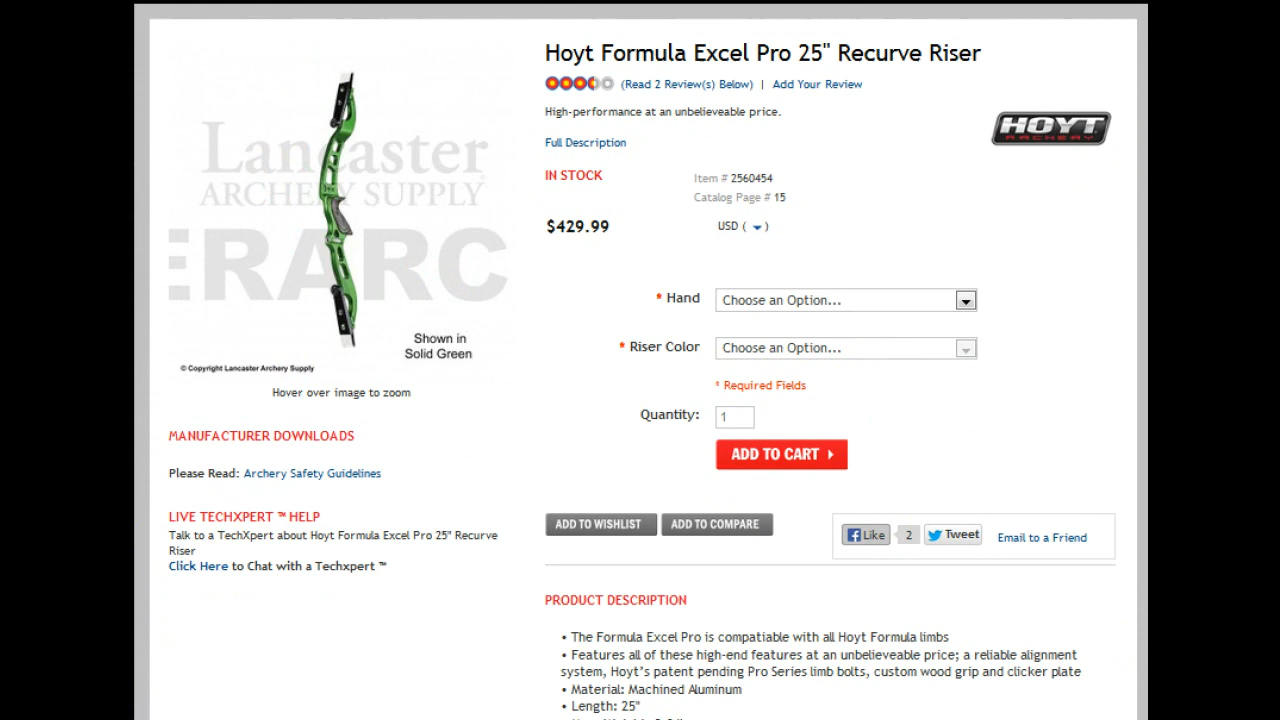 Hoyt Formula Excel Pro 25" Recurve Riser
(Read 2 Review(s) Below) | Add Your Review
High-performance at an unbelieveable price.
HOYT
ARCHERY
Full Description
IN STOCK
Item # 2560454
Catalog Page # 15
$429.99
USD ( )
* Hand
Choose an Option...
* Riser Color
Choose an Option...
* Required Fields
Quantity:
1
ADD TO CART
ADD TO WISHLIST
ADD TO COMPARE
Like
2
Tweet
Email to a Friend
Lancaster
ARCHERY SUPPLY
ERARC
Shown in
Solid Green
© Copyright Lancaster Archery Supply
Hover over image to zoom
MANUFACTURER DOWNLOADS
Please Read: Archery Safety Guidelines
LIVE TECHXPERT ™ HELP
Talk to a TechXpert about Hoyt Formula Excel Pro 25" Recurve
Riser
Click Here to Chat with a Techxpert ™
PRODUCT DESCRIPTION
• The Formula Excel Pro is compatiable with all Hoyt Formula limbs
• Features all of these high-end features at an unbelieveable price; a reliable alignment
system, Hoyt's patent pending Pro Series limb bolts, custom wood grip and clicker plate
• Material: Machined Aluminum
• Length: 25"